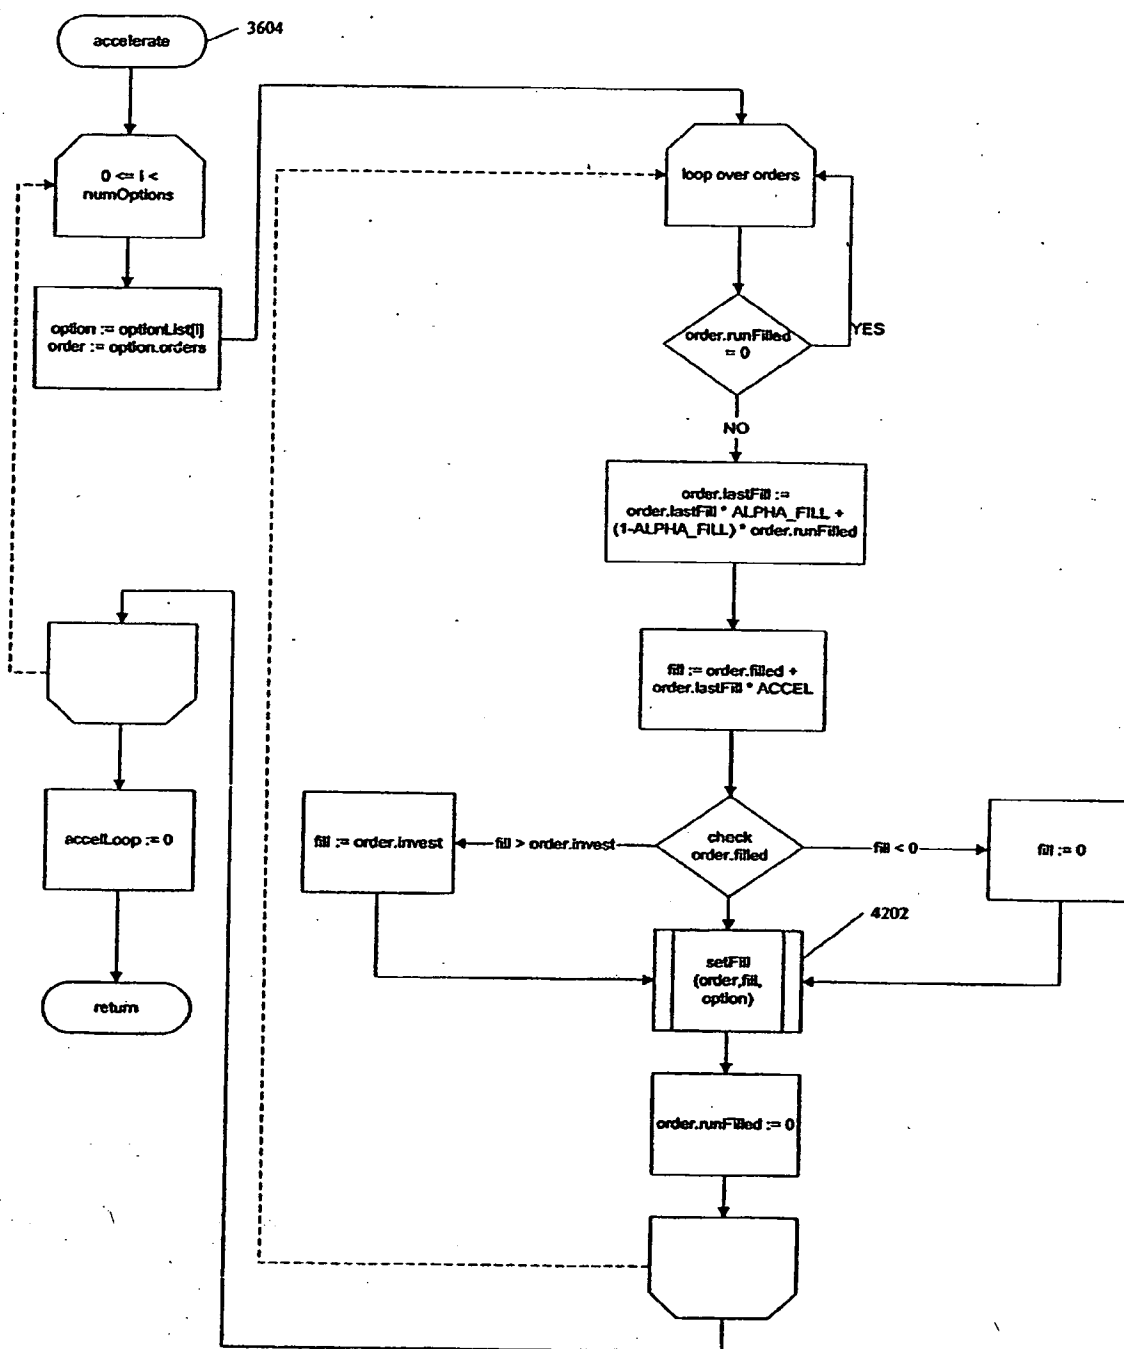 accelerate
3604
0 <= i <
numOptions
option := optionList[i]
order := option.orders
loop over orders
order.runFilled
= 0
YES
NO
order.lastFill :=
order.lastFill * ALPHA_FILL +
(1-ALPHA_FILL) * order.runFilled
fill := order.filled +
order.lastFill * ACCEL
check
order.filled
fill > order.invest
fill := order.invest
fill < 0
fill := 0
4202
setFill
(order,fill,
option)
order.runFilled := 0
accelLoop := 0
return